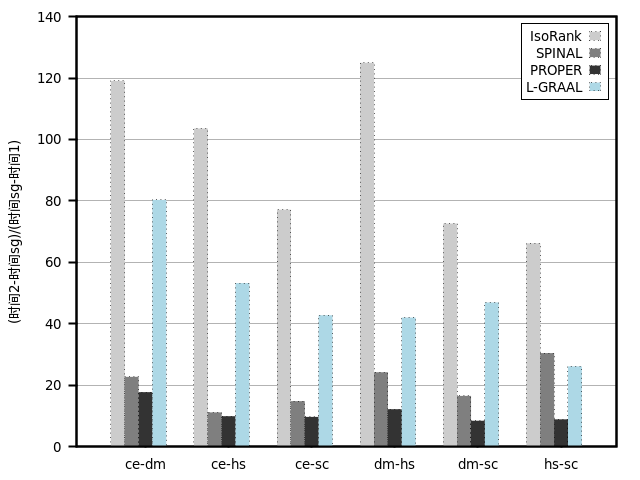 140
120
100
80
60
40
20
0
(时间2-时间sg)/(时间sg-时间1)
IsoRank
SPINAL
PROPER
L-GRAAL
ce-dm ce-hs ce-sc dm-hs dm-sc hs-sc